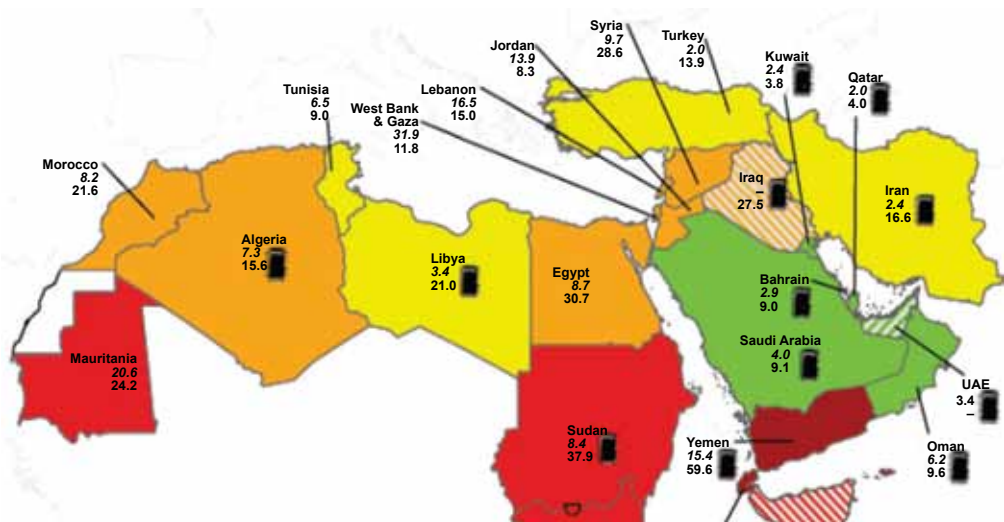 Syria
9.7
28.6
Turkey
2.0
13.9
Jordan
13.9
8.3
Kuwait
2.4
3.8
Qatar
2.0
4.0
Tunisia
6.5
9.0
West Bank
& Gaza
31.9
11.8
Lebanon
16.5
15.0
Morocco
8.2
21.6
Iraq
–
27.5
Iran
2.4
16.6
Algeria
7.3
15.6
Libya
3.4
21.0
Egypt
8.7
30.7
Bahrain
2.9
9.0
Saudi Arabia
4.0
9.1
Mauritania
20.6
24.2
UAE
3.4
–
Sudan
8.4
37.9
Yemen
15.4
59.6
Oman
6.2
9.6